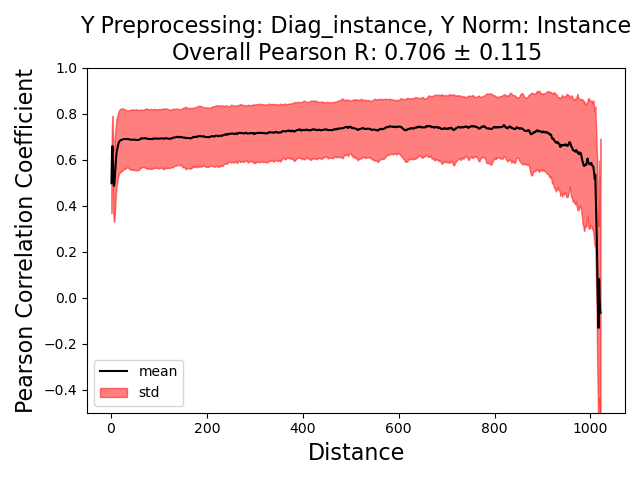 Y Preprocessing: Diag_instance, Y Norm: Instance
Overall Pearson R: 0.706 ± 0.115
Pearson Correlation Coefficient
1.0
0.8
0.6
0.4
0.2
0.0
−0.2
−0.4
mean
std
0
200
400
600
800
1000
Distance